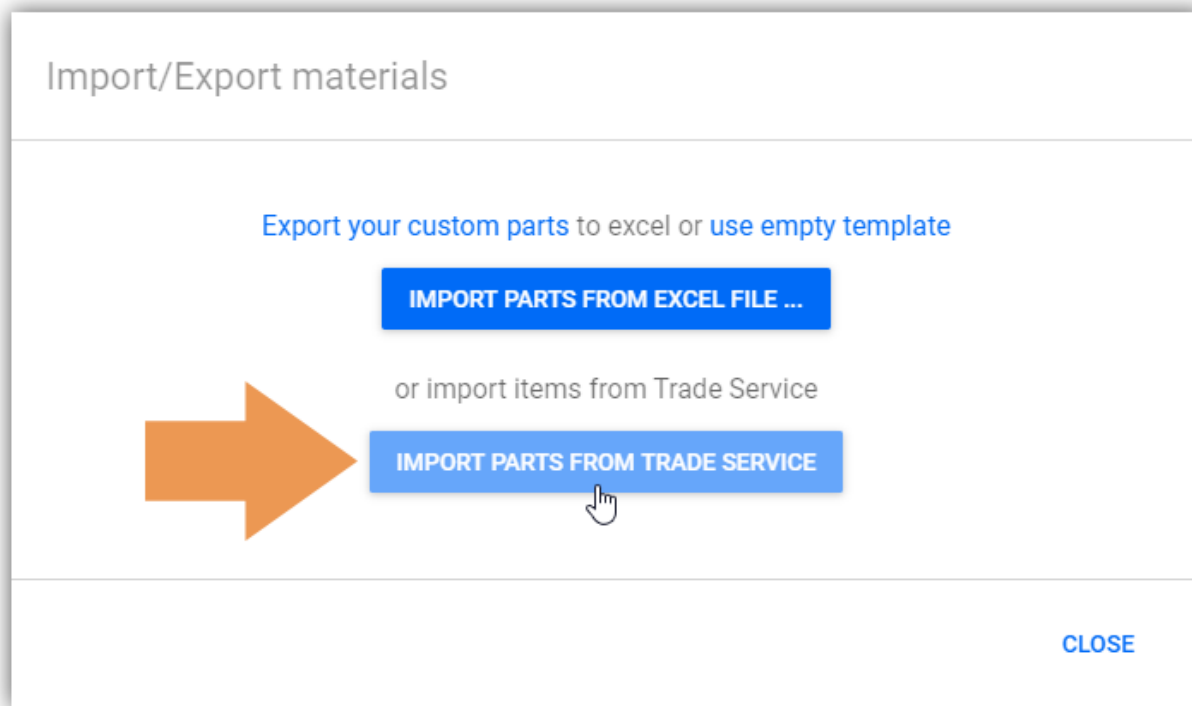 Import/Export materials
Export your custom parts to excel or use empty template
IMPORT PARTS FROM EXCEL FILE ...
or import items from Trade Service
IMPORT PARTS FROM TRADE SERVICE
CLOSE